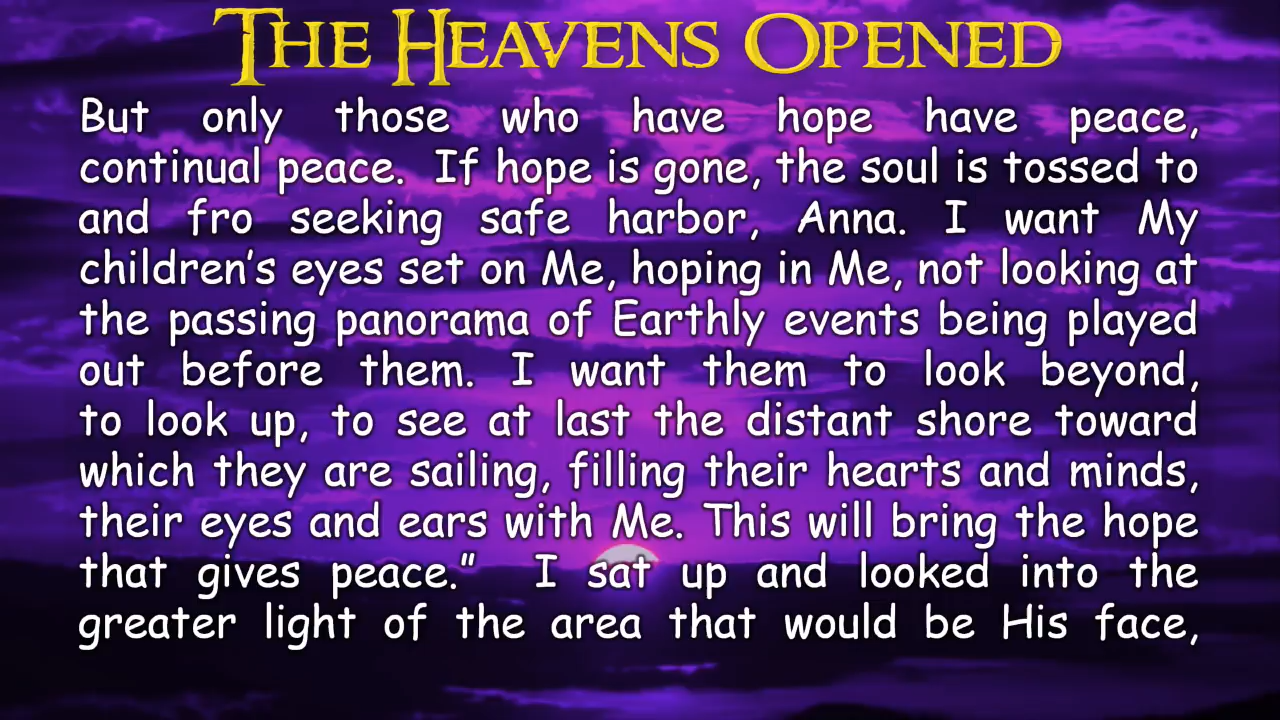 The Heavens Opened
But only those who have hope have peace,
continual peace. If hope is gone, the soul is tossed to
and fro seeking safe harbor, Anna. I want My
children's eyes set on Me, hoping in Me, not looking at
the passing panorama of Earthly events being played
out before them. I want them to look beyond,
to look up, to see at last the distant shore toward
which they are sailing, filling their hearts and minds,
their eyes and ears with Me. This will bring the hope
that gives peace.” I sat up and looked into the
greater light of the area that would be His face,